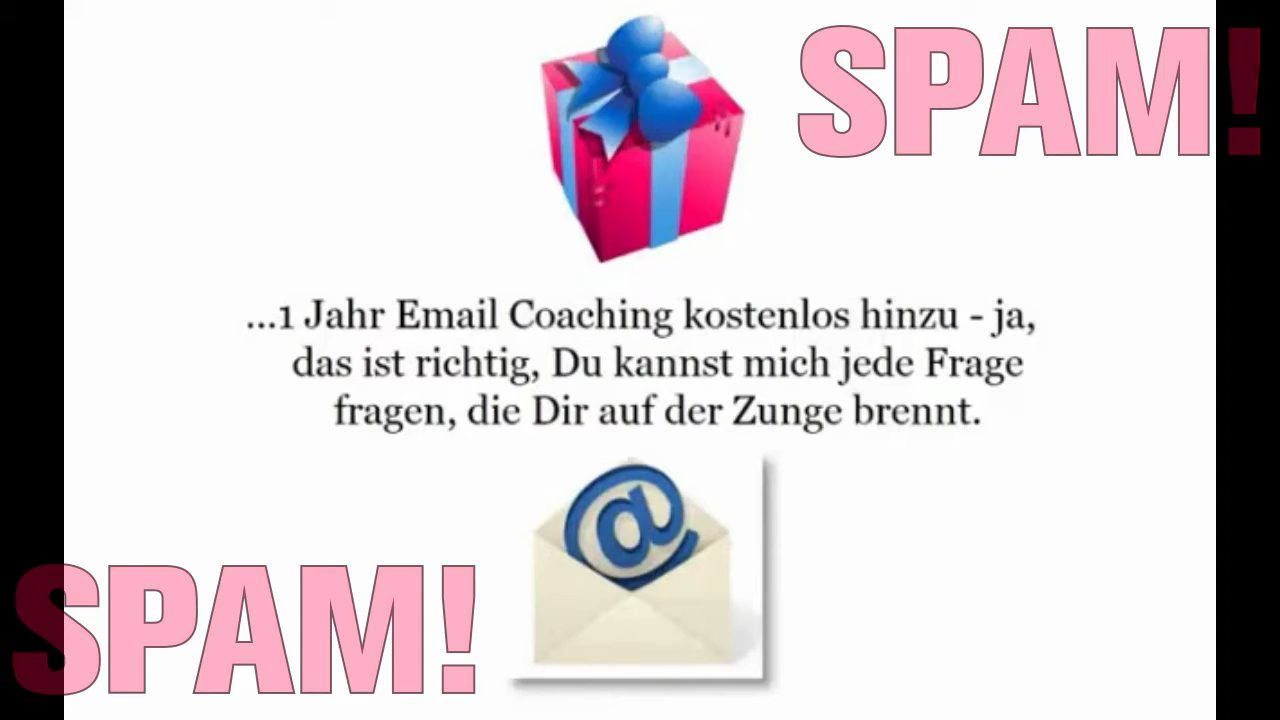 SPAM!
...1 Jahr Email Coaching kostenlos hinzu - ja,
das ist richtig, Du kannst mich jede Frage
fragen, die Dir auf der Zunge brennt.
@
SPAM!